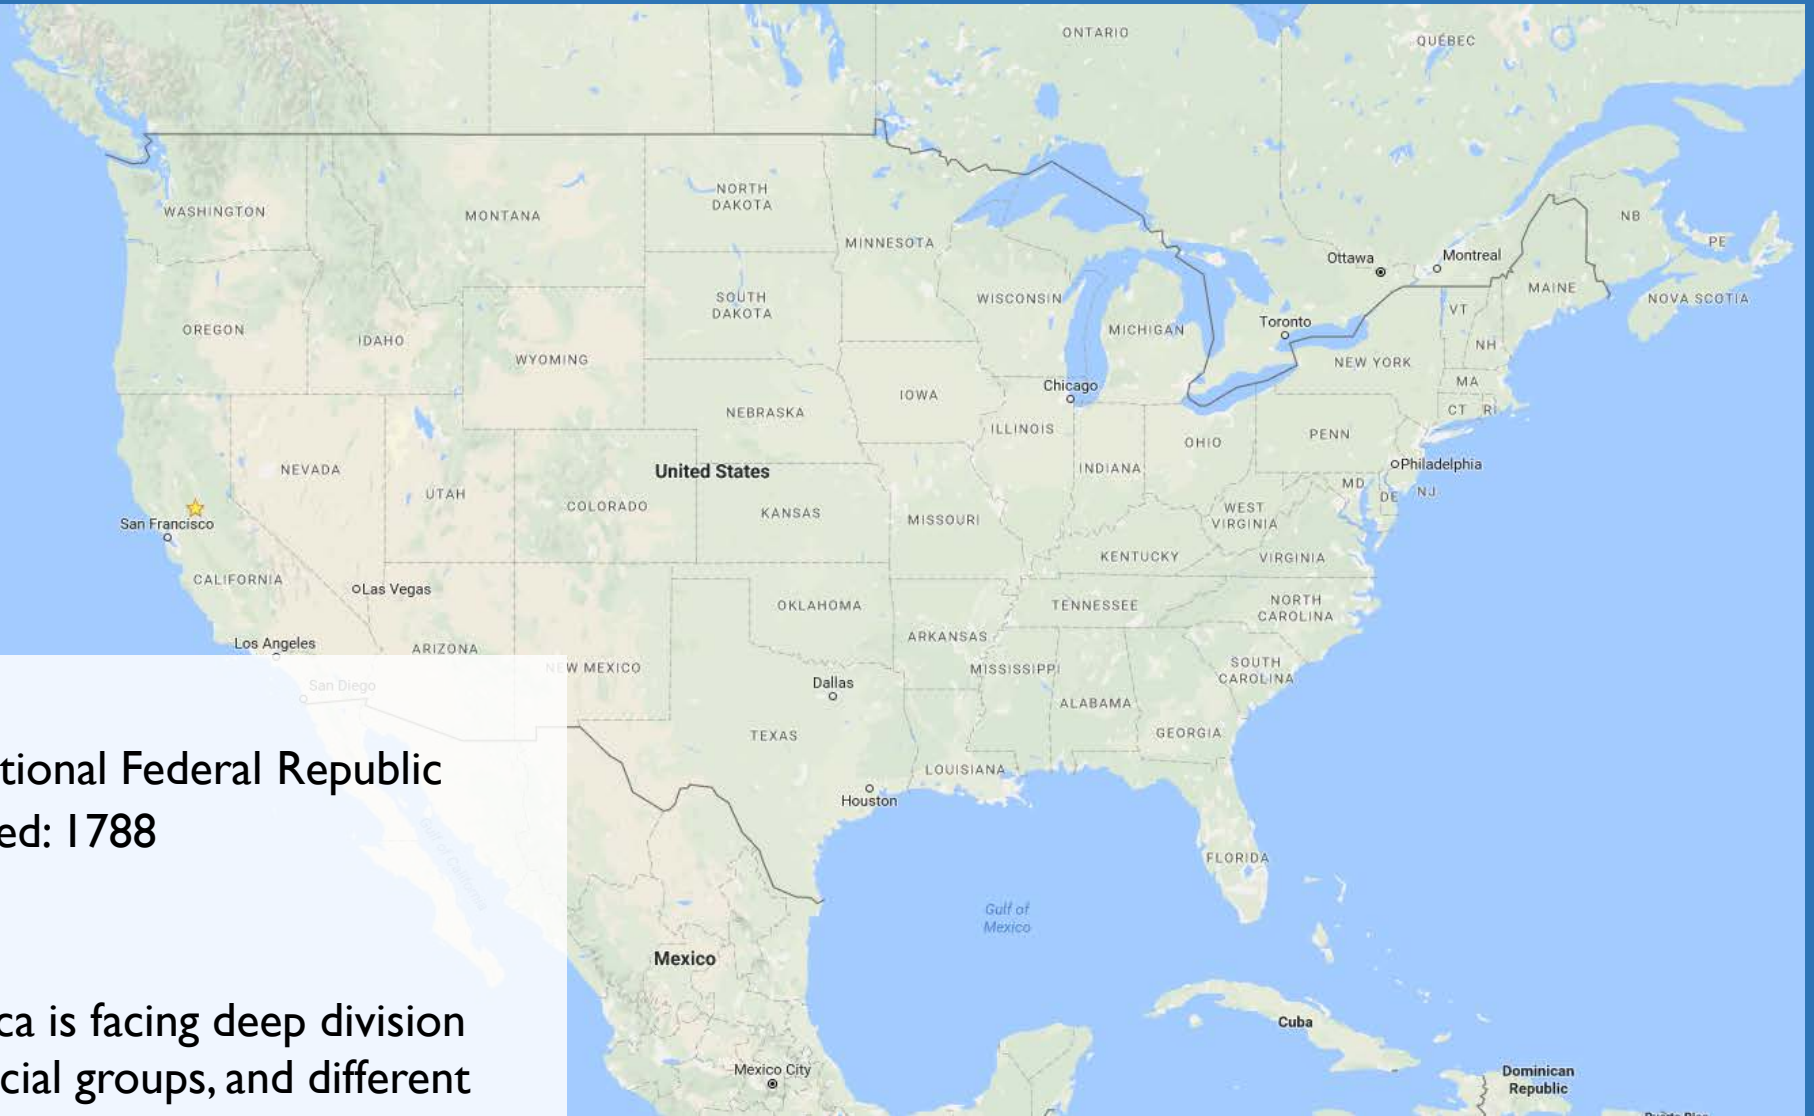 ONTARIO
QUÉBEC
WASHINGTON
MONTANA
NORTH
DAKOTA
MINNESOTA
NB
PE
Ottawa
Montreal
SOUTH
DAKOTA
WISCONSIN
MAINE
NOVA SCOTIA
OREGON
IDAHO
MICHIGAN
Toronto
VT
NH
WYOMING
NEW YORK
Chicago
IOWA
MA
NEBRASKA
CT
RI
ILLINOIS
OHIO
PENN
NEVADA
United States
INDIANA
Philadelphia
UTAH
MD
DE
NJ
COLORADO
KANSAS
MISSOURI
WEST
VIRGINIA
San Francisco
KENTUCKY
VIRGINIA
CALIFORNIA
Las Vegas
OKLAHOMA
TENNESSEE
NORTH
CAROLINA
Los Angeles
ARIZONA
ARKANSAS
NEW MEXICO
MISSISSIPPI
SOUTH
CAROLINA
San Diego
Dallas
ALABAMA
TEXAS
GEORGIA
LOUISIANA
Houston
tional Federal Republic
ed: 1788
Gulf of California
FLORIDA
Gulf of
Mexico
Mexico
ca is facing deep division
cial groups, and different
Cuba
Mexico City
Dominican
Republic